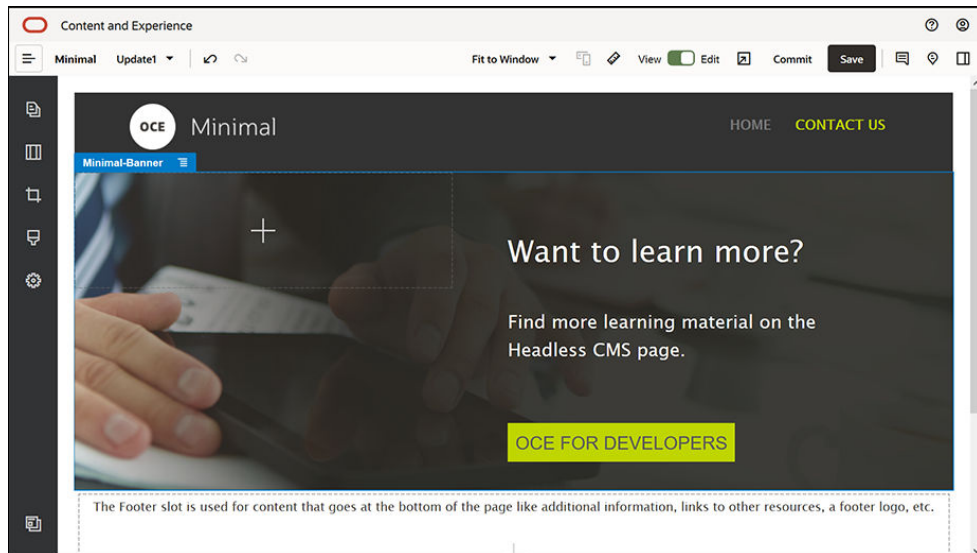 Content and Experience
Minimal Update1 Fit to Window View Edit Commit Save
OCE Minimal HOME CONTACT US
Minimal-Banner
Want to learn more?
Find more learning material on the
Headless CMS page.
OCE FOR DEVELOPERS
The Footer slot is used for content that goes at the bottom of the page like additional information, links to other resources, a footer logo, etc.